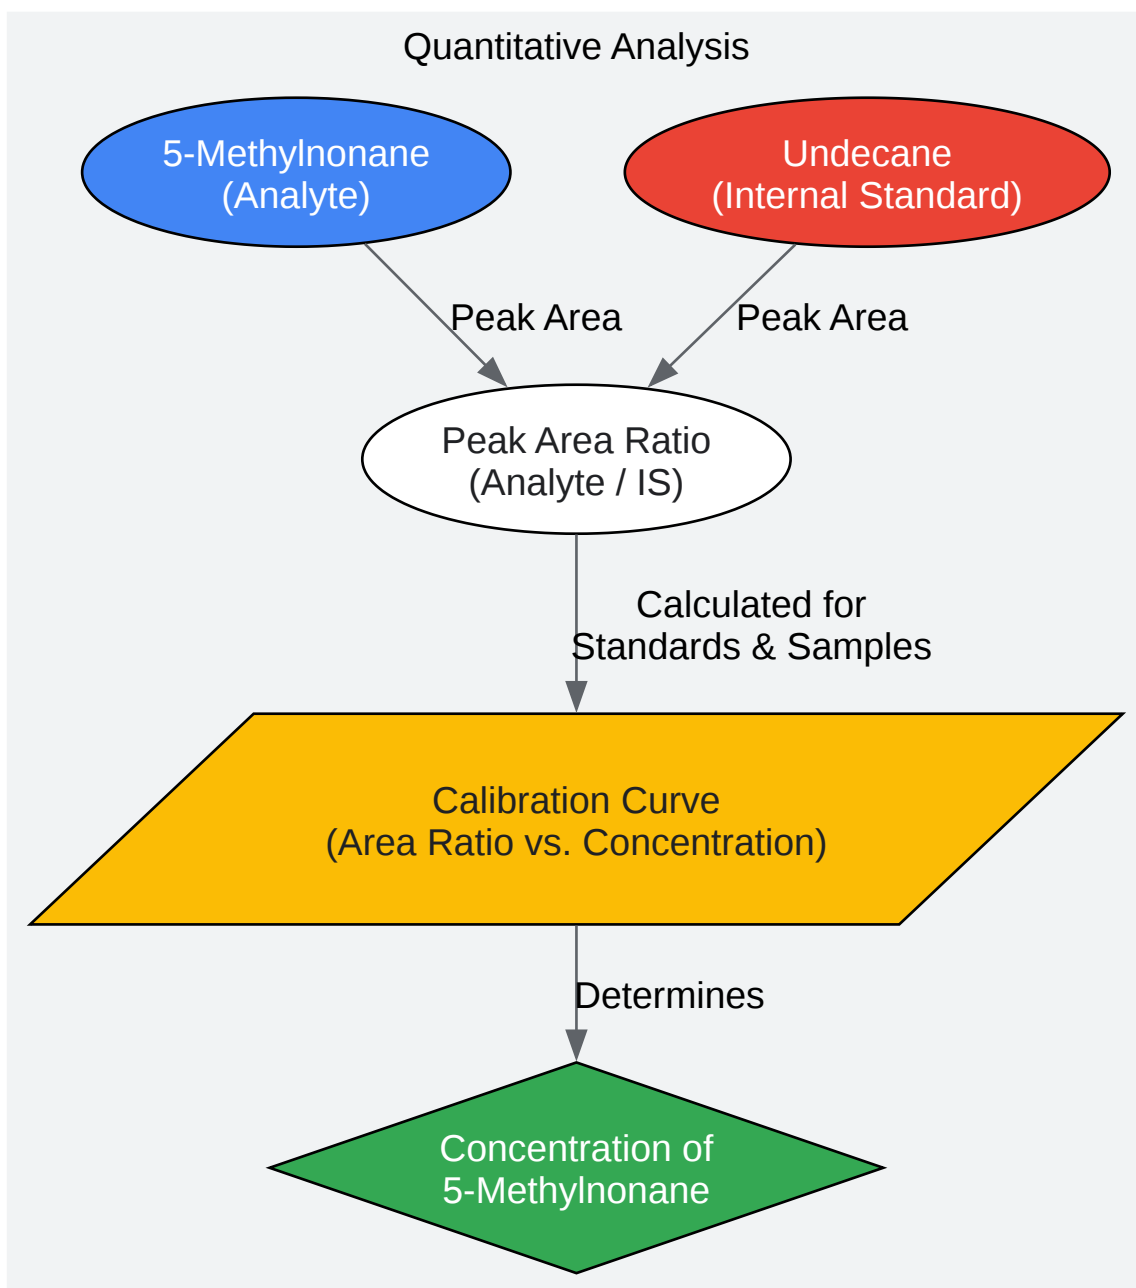 Quantitative Analysis
5-Methylnonane
(Analyte)
Undecane
(Internal Standard)
Peak Area
Peak Area
Peak Area Ratio
(Analyte / IS)
Calculated for
Standards & Samples
Calibration Curve
(Area Ratio vs. Concentration)
Determines
Concentration of
5-Methylnonane